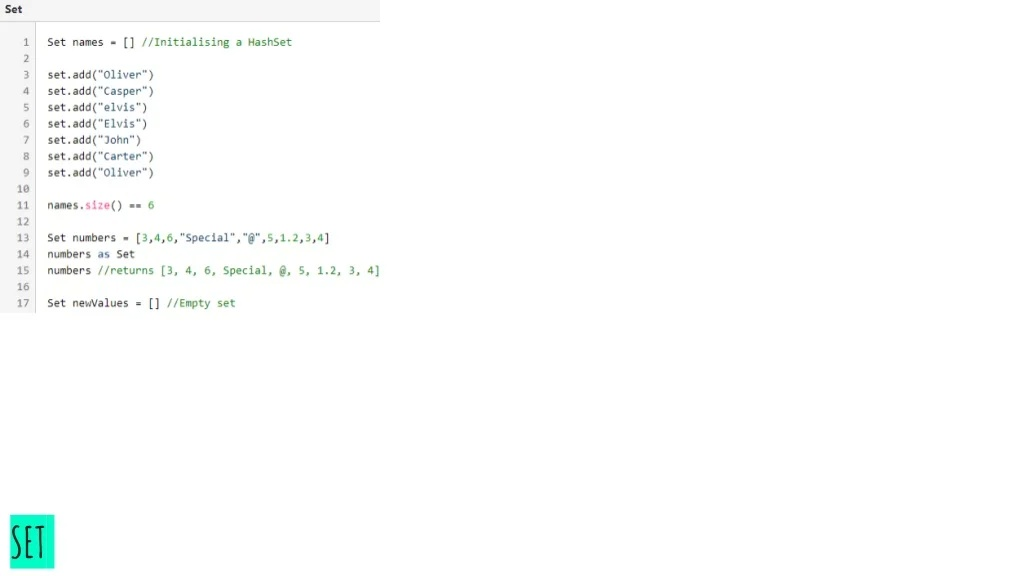 Set
1 Set names = [] //Initialising a HashSet
2
3 set.add("Oliver")
4 set.add("Casper")
5 set.add("elvis")
6 set.add("Elvis")
7 set.add("John")
8 set.add("Carter")
9 set.add("Oliver")
10
11 names.size() == 6
12
13 Set numbers = [3,4,6,"Special","@",5,1.2,3,4]
14 numbers as Set
15 numbers //returns [3, 4, 6, Special, @, 5, 1.2, 3, 4]
16
17 Set newValues = [] //Empty set
SET